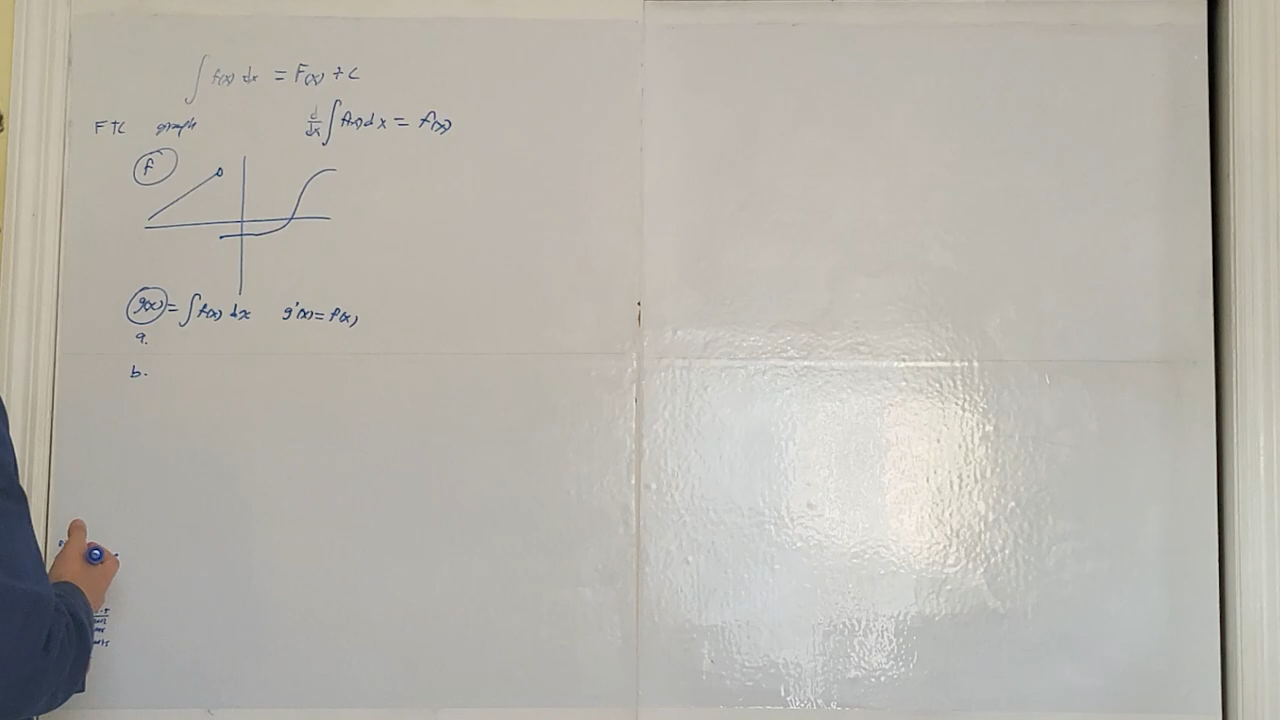 ∫ f(x) dx = F(x) + C
FTC graph d/dx ∫ f(x) dx = f(x)
f
g(x) = ∫ f(x) dx g'(x) = f(x)
a.
b.